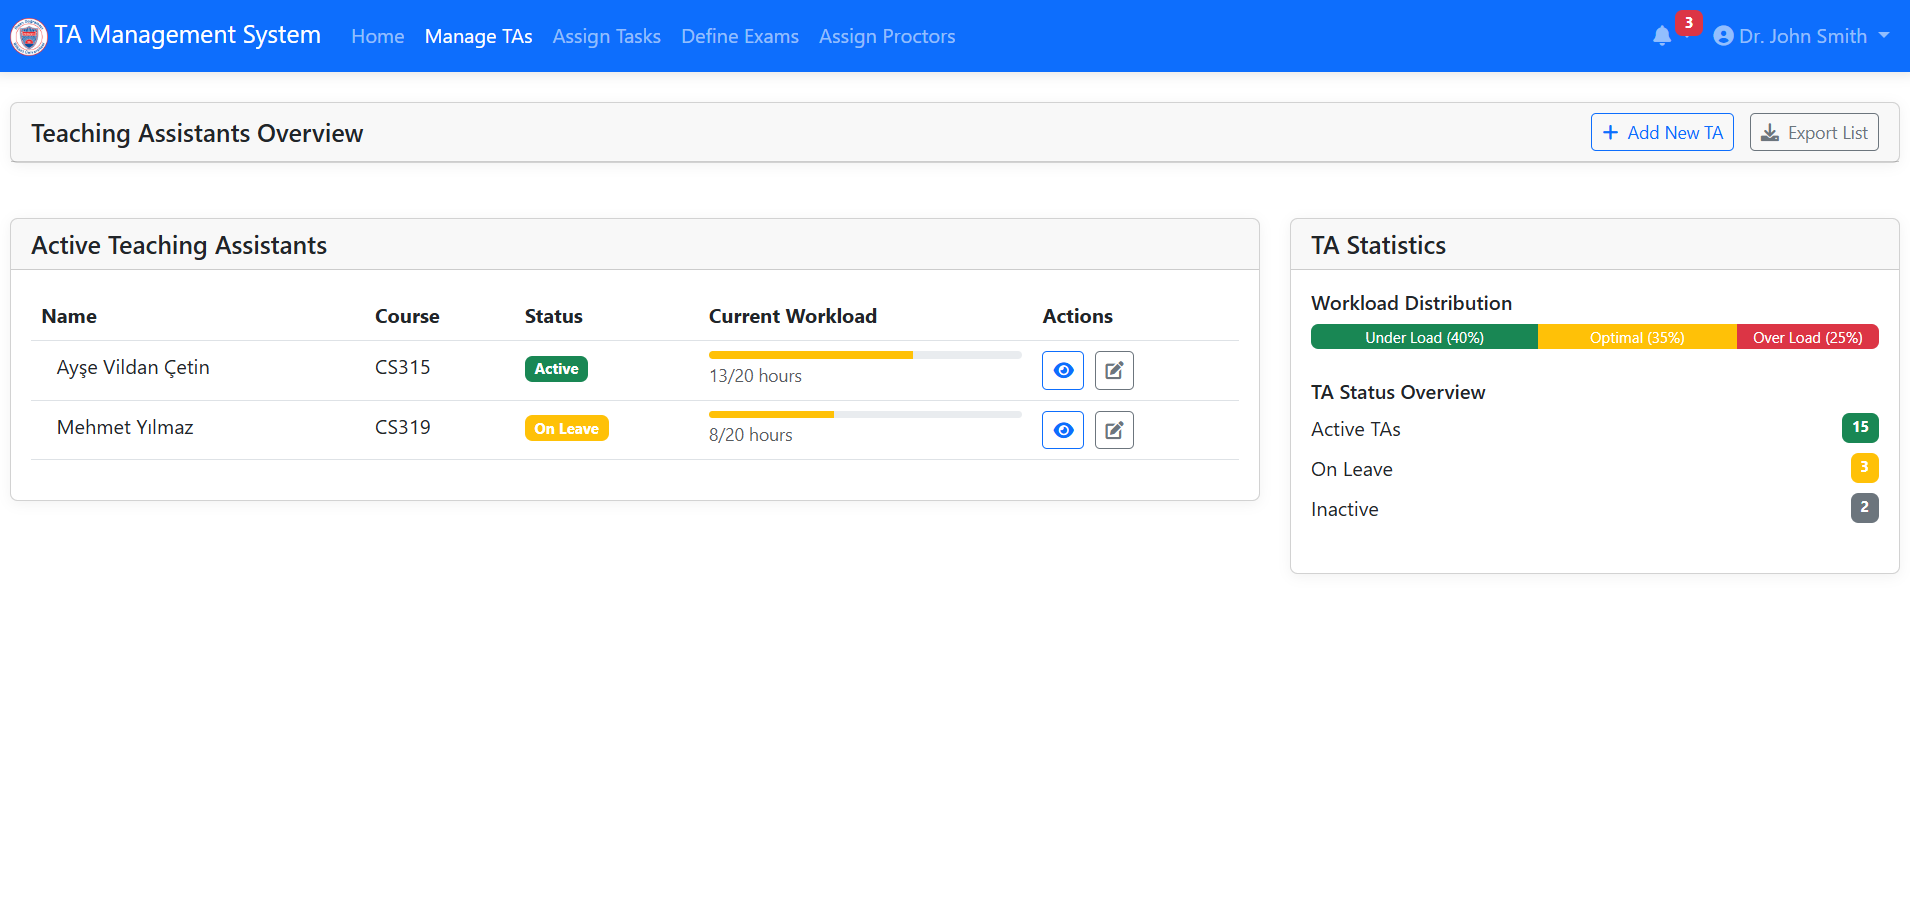 TA Management System Home Manage TAs Assign Tasks Define Exams Assign Proctors 3 Dr. John Smith
Teaching Assistants Overview + Add New TA Export List
Active Teaching Assistants
Name Course Status Current Workload Actions
Ayşe Vildan Çetin CS315 Active 13/20 hours
Mehmet Yılmaz CS319 On Leave 8/20 hours
TA Statistics
Workload Distribution
Under Load (40%) Optimal (35%) Over Load (25%)
TA Status Overview
Active TAs 15
On Leave 3
Inactive 2